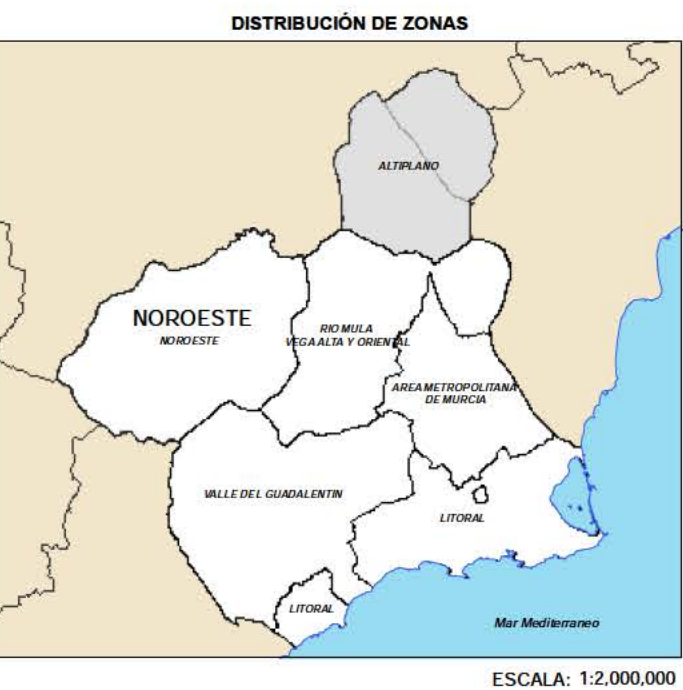 DISTRIBUCIÓN DE ZONAS
ALTIPLANO
NOROESTE
NOROESTE
RIO MULA
VEGA ALTA Y ORIENTAL
AREA METROPOLITANA
DE MURCIA
VALLE DEL GUADALENTIN
LITORAL
LITORAL
Mar Mediterraneo
ESCALA: 1:2,000,000